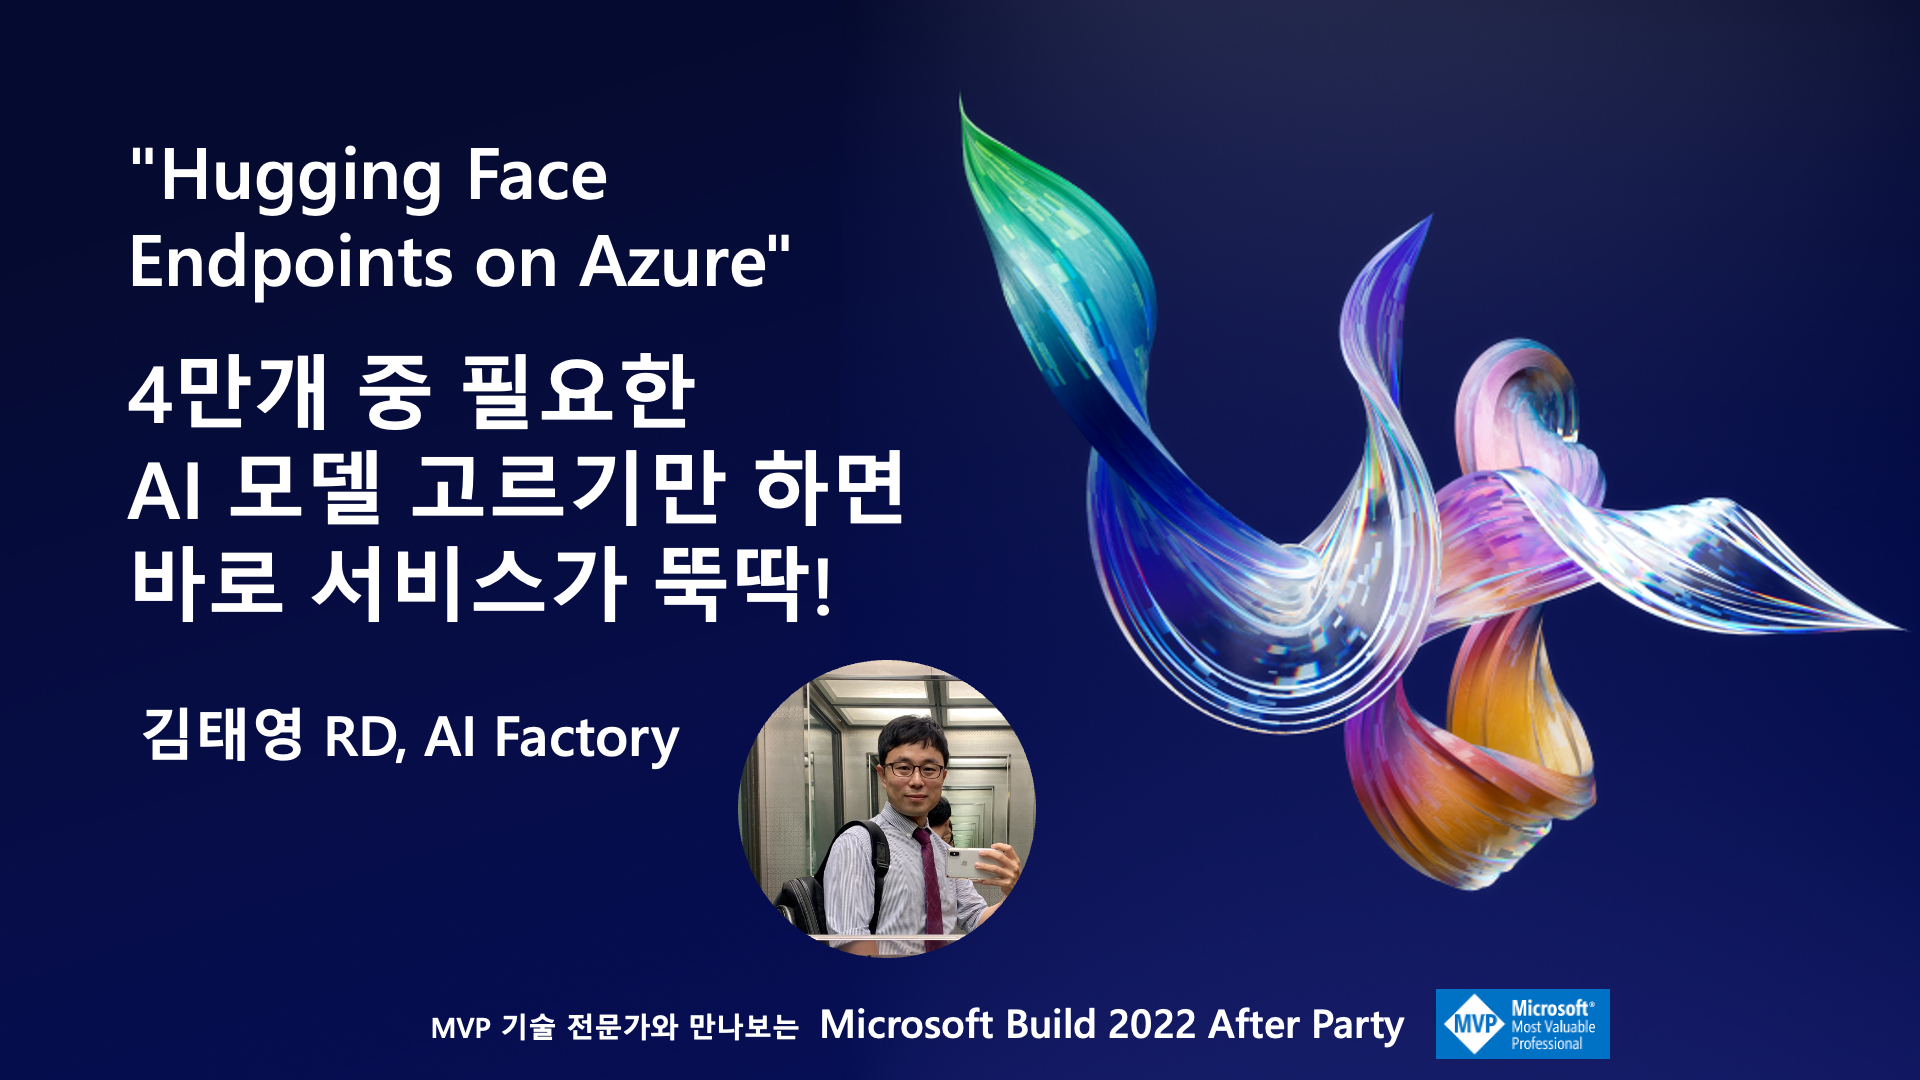 "Hugging Face
Endpoints on Azure"
4만개 중 필요한
AI 모델 고르기만 하면
바로 서비스가 뚝딱!
김태영 RD, AI Factory
MVP 기술 전문가와 만나보는 Microsoft Build 2022 After Party
MVP
Microsoft®
Most Valuable
Professional